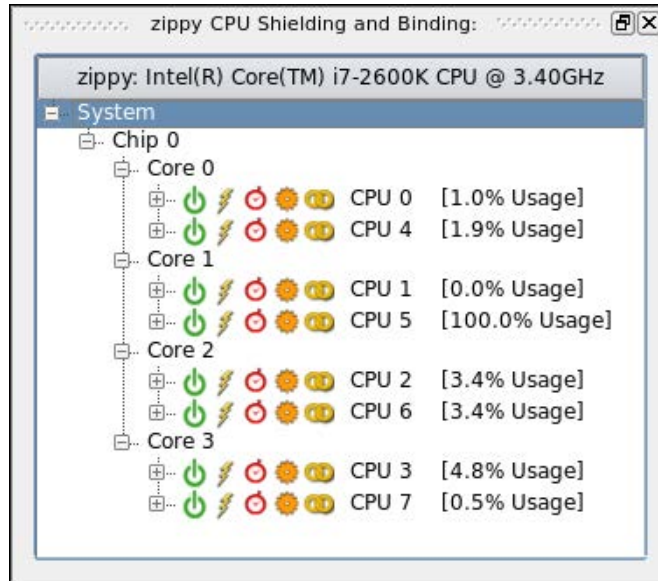 zippy CPU Shielding and Binding:
zippy: Intel(R) Core(TM) i7-2600K CPU @ 3.40GHz
System
Chip 0
Core 0
CPU 0 [1.0% Usage]
CPU 4 [1.9% Usage]
Core 1
CPU 1 [0.0% Usage]
CPU 5 [100.0% Usage]
Core 2
CPU 2 [3.4% Usage]
CPU 6 [3.4% Usage]
Core 3
CPU 3 [4.8% Usage]
CPU 7 [0.5% Usage]